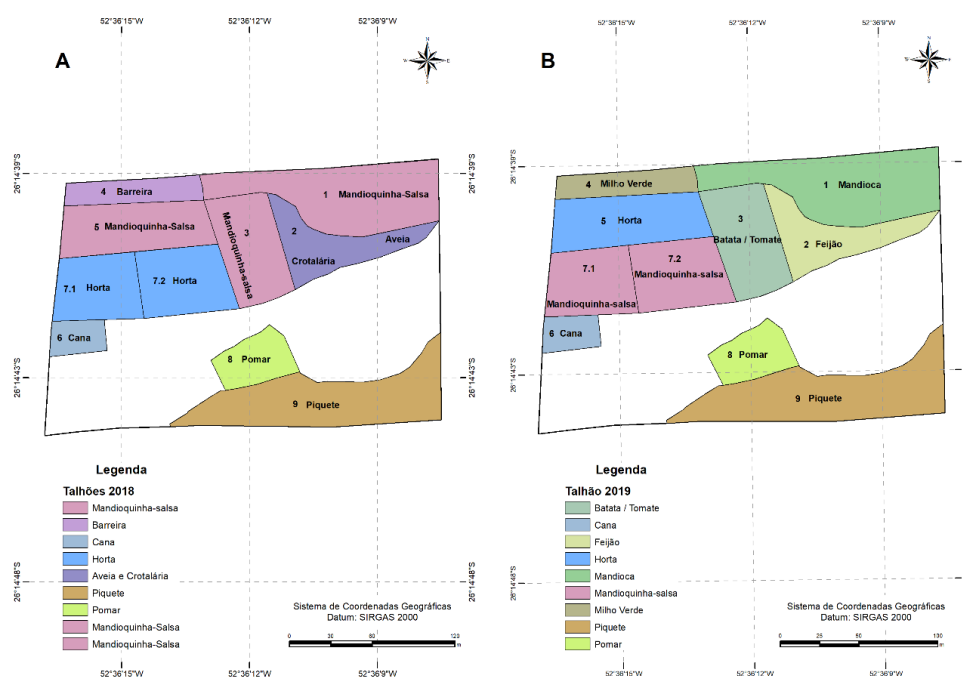 A
52°36'15"W 52°36'12"W 52°36'9"W
N
W E
S
26°14'39"S
26°14'39"S
4 Barreira
1
Mandioquinha-Salsa
5 Mandioquinha-Salsa
3
Mandioquinha-salsa
2
Aveia
Crotalária
7.1 Horta
7.2 Horta
6 Cana
8 Pomar
9 Piquete
26°14'43"S
26°14'43"S
Legenda
Talhões 2018
Mandioquinha-salsa
Barreira
Cana
Horta
Aveia e Crotalária
Piquete
Pomar
Mandioquinha-Salsa
Mandioquinha-Salsa
26°14'48"S
26°14'48"S
Sistema de Coordenadas Geográficas
Datum: SIRGAS 2000
0 30 60 120
m
52°36'15"W 52°36'12"W 52°36'9"W
B
52°36'15"W 52°36'12"W 52°36'9"W
N
W E
S
26°14'39"S
26°14'39"S
4 Milho Verde
1 Mandioca
5 Horta
3
Batata / Tomate
2 Feijão
7.1
Mandioquinha-salsa
7.2
Mandioquinha-salsa
6 Cana
8 Pomar
9 Piquete
26°14'43"S
26°14'43"S
Legenda
Talhão 2019
Batata / Tomate
Cana
Feijão
Horta
Mandioca
Mandioquinha-salsa
Milho Verde
Piquete
Pomar
26°14'48"S
26°14'48"S
Sistema de Coordenadas Geográficas
Datum: SIRGAS 2000
0 25 50 100
m
52°36'15"W 52°36'12"W 52°36'9"W